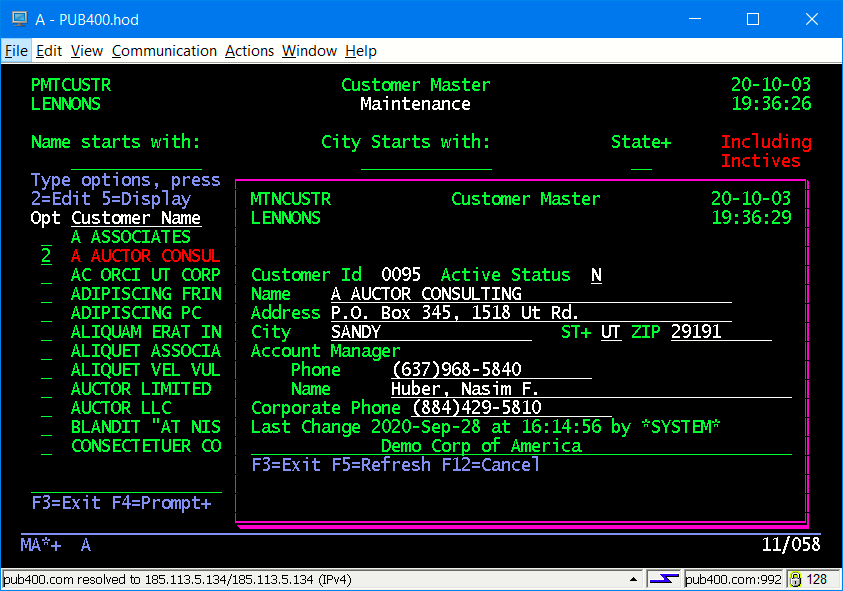 A - PUB400.hod
File Edit View Communication Actions Window Help
PMTCUSTR Customer Master 20-10-03
LENNONS Maintenance 19:36:26
Name starts with: City Starts with: State+ Including
Inctives
Type options, press
2=Edit 5=Display
Opt Customer Name
A ASSOCIATES
2 A AUCTOR CONSUL
AC ORCI UT CORP
ADIPISCING FRIN
ADIPISCING PC
ALIQUAM ERAT IN
ALIQUET ASSOCIA
ALIQUET VEL VUL
AUCTOR LIMITED
AUCTOR LLC
BLANDIT "AT NIS
CONSECTETUER CO
F3=Exit F4=Prompt+
MTNCUSTR Customer Master 20-10-03
LENNONS 19:36:29
Customer Id 0095 Active Status N
Name A AUCTOR CONSULTING
Address P.O. Box 345, 1518 Ut Rd.
City SANDY ST+ UT ZIP 29191
Account Manager
Phone (637)968-5840
Name Huber, Nasim F.
Corporate Phone (884)429-5810
Last Change 2020-Sep-28 at 16:14:56 by *SYSTEM*
Demo Corp of America
F3=Exit F5=Refresh F12=Cancel
MA*+ A 11/058
pub400.com resolved to 185.113.5.134/185.113.5.134 (IPv4) pub400.com:992 128